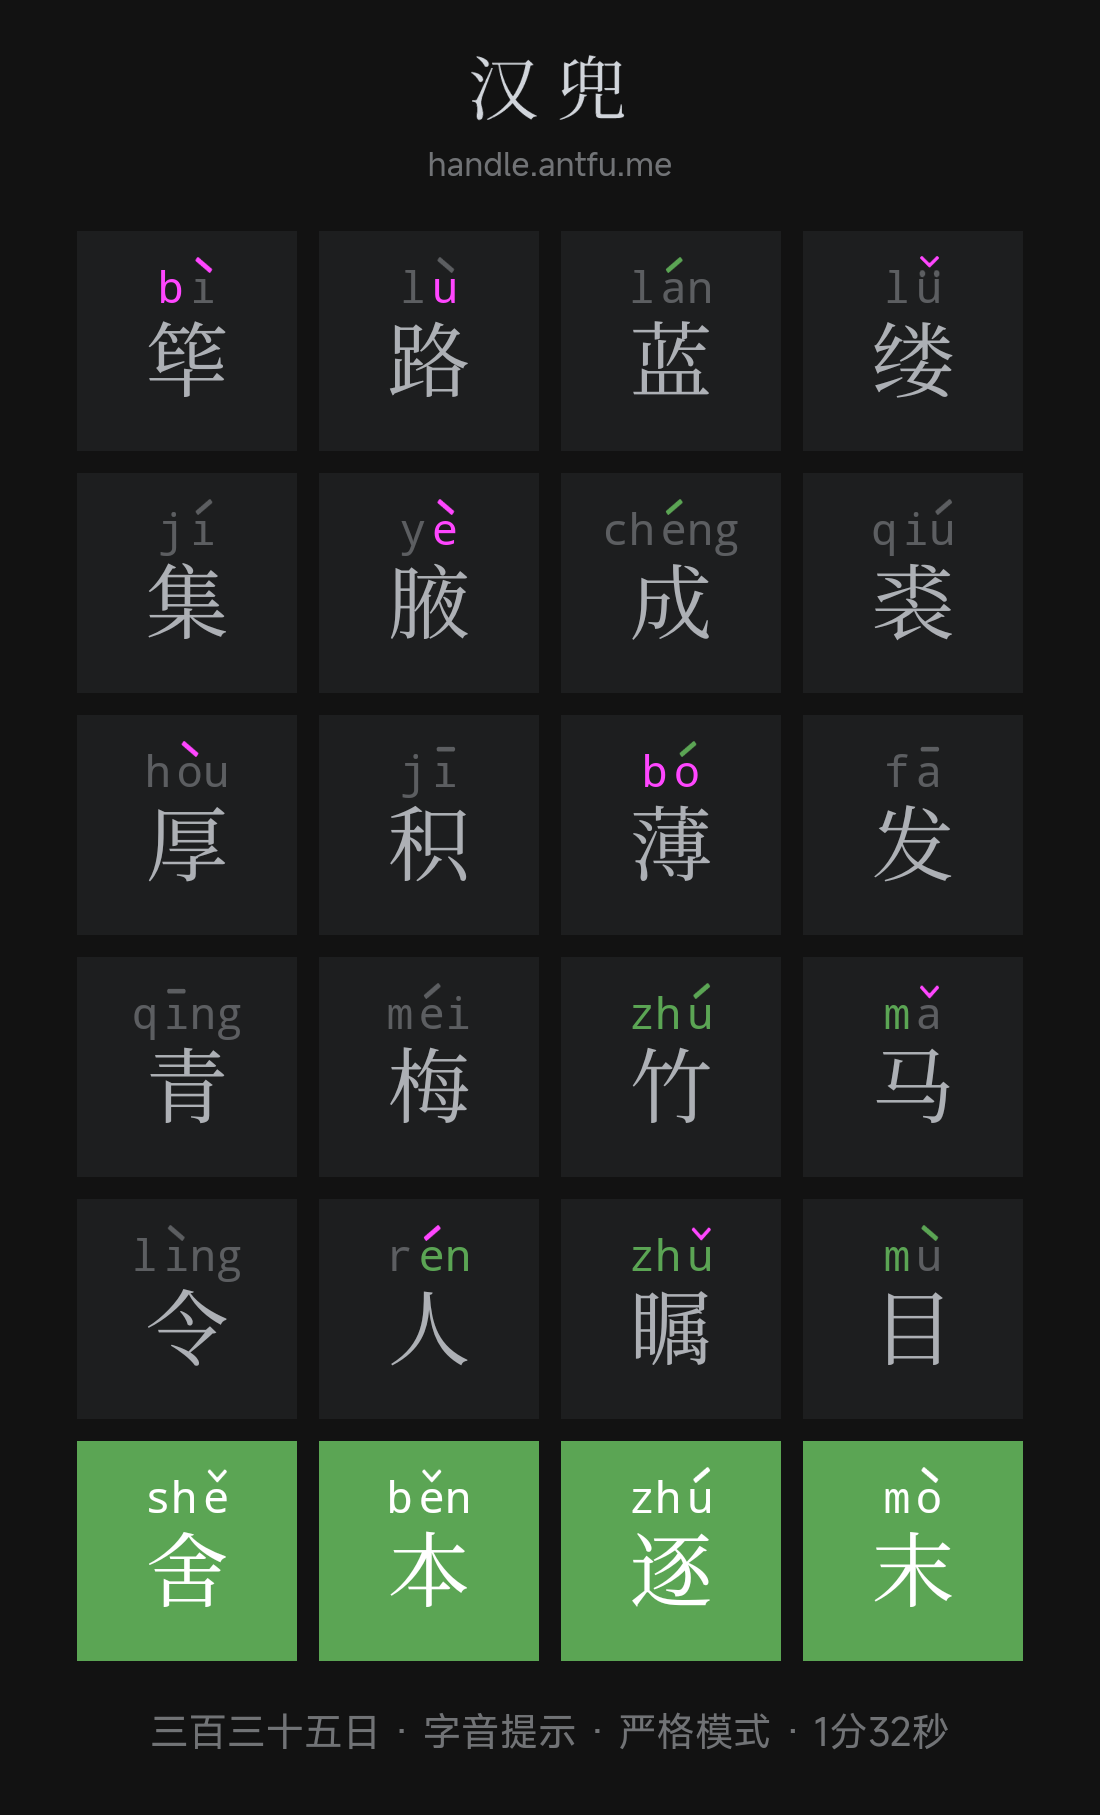 汉兜
handle.antfu.me
bì lù lán lǚ
筚路蓝缕
jí yè chéng qiú
集腋成裘
hòu jī bó fā
厚积薄发
qīng méi zhú mǎ
青梅竹马
lìng rén zhǔ mù
令人瞩目
shě běn zhú mò
舍本逐末
三百三十五日 · 字音提示 · 严格模式 · 1分32秒